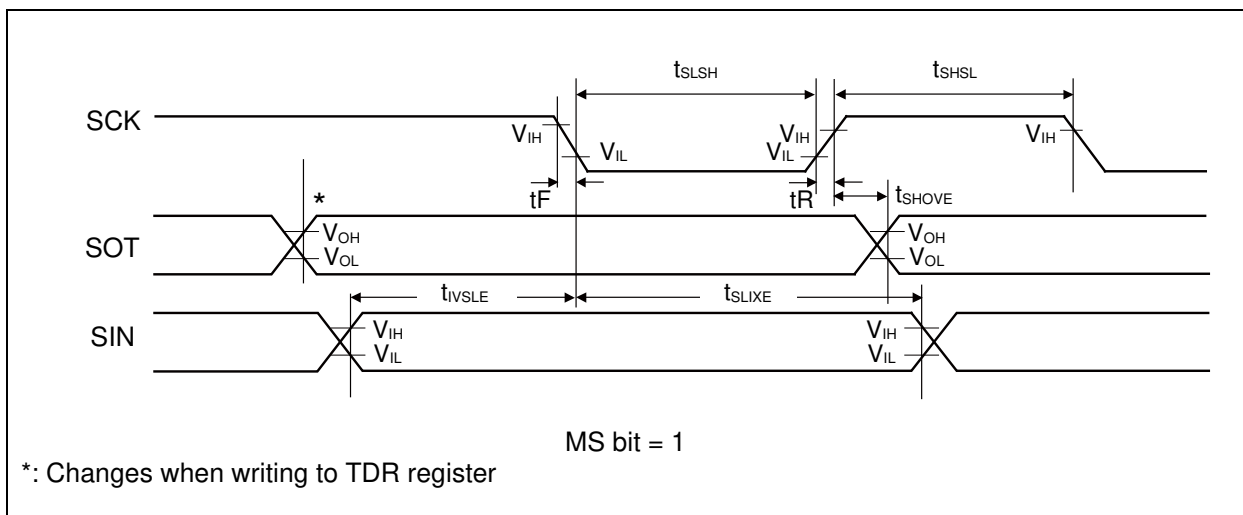 tSLSH
tSHSL
SCK
VIH
VIL
VIH
VIL
VIH
tF
tR
tSHOVE
*
SOT
VOH
VOL
VOH
VOL
tIVSLE
tSLIXE
SIN
VIH
VIL
VIH
VIL
MS bit = 1
*: Changes when writing to TDR register